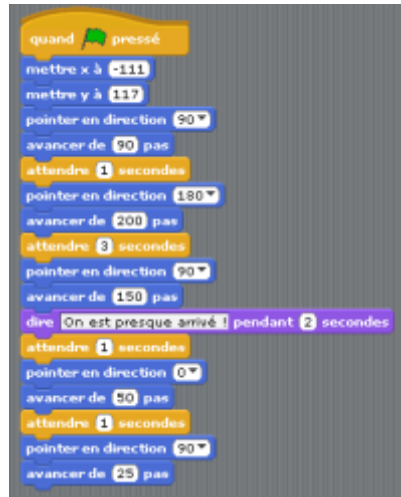 quand pressé
mettre x à -111
mettre y à 117
pointer en direction 90
avancer de 90 pas
attendre 1 secondes
pointer en direction 180
avancer de 200 pas
attendre 3 secondes
pointer en direction 90
avancer de 150 pas
dire On est presque arrivé ! pendant 2 secondes
attendre 1 secondes
pointer en direction 0
avancer de 50 pas
attendre 1 secondes
pointer en direction 90
avancer de 25 pas